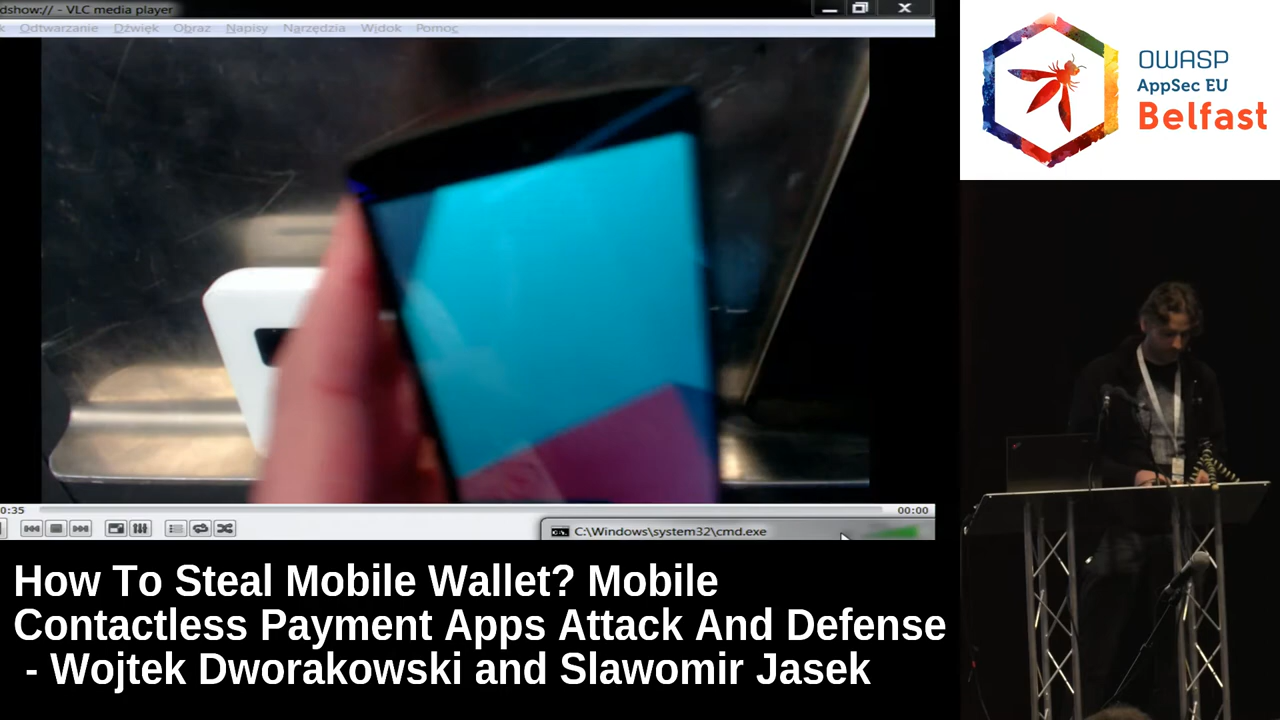 dshow:// - VLC media player
Odtwarzanie Dźwięk Obraz Napisy Narzędzia Widok Pomoc
0:35
00:00
C:\Windows\system32\cmd.exe
OWASP
AppSec EU
Belfast
How To Steal Mobile Wallet? Mobile
Contactless Payment Apps Attack And Defense
- Wojtek Dworakowski and Slawomir Jasek